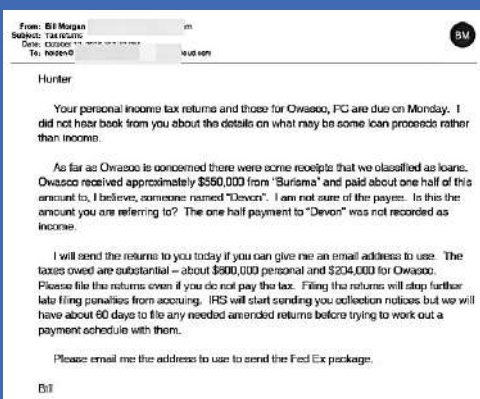 From: Bill Morgan
Subject: Tax returns
Date: October
To:
BM
Hunter
Your personal income tax returns and those for Owasco, PC are due on Monday. I
did not hear back from you about the details on what may be some loan proceeds rather
than income.
As far as Owasco is concerned there were some receipts that we classified as loans.
Owasco received approximately $550,000 from "Burisma" and paid about one half of this
amount to, I believe, someone named "Devon". I am not sure of the payee. Is this the
amount you are referring to? The one half payment to "Devon" was not recorded as
income.
I will send the returns to you today if you can give me an email address to use. The
taxes owed are substantial – about $600,000 personal and $204,000 for Owasco.
Please file the returns even if you do not pay the tax. Filing the returns will stop further
late filing penalties from accruing. IRS will start sending you collection notices but we will
have about 60 days to file any needed amended returns before trying to work out a
payment schedule with them.
Please email me the address to use to send the Fed Ex package.
Bill